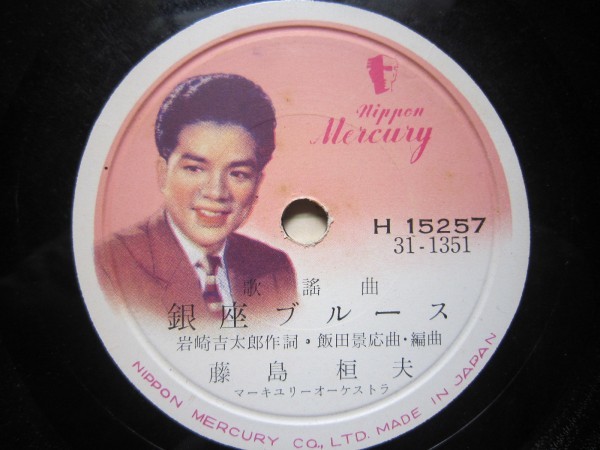 Nippon
Mercury
H 15257
31-1351
歌謡曲
銀座ブルース
岩崎吉太郎作詞・飯田景応曲・編曲
藤島桓夫
マーキユリーオーケストラ
NIPPON MERCURY CO., LTD. MADE IN JAPAN